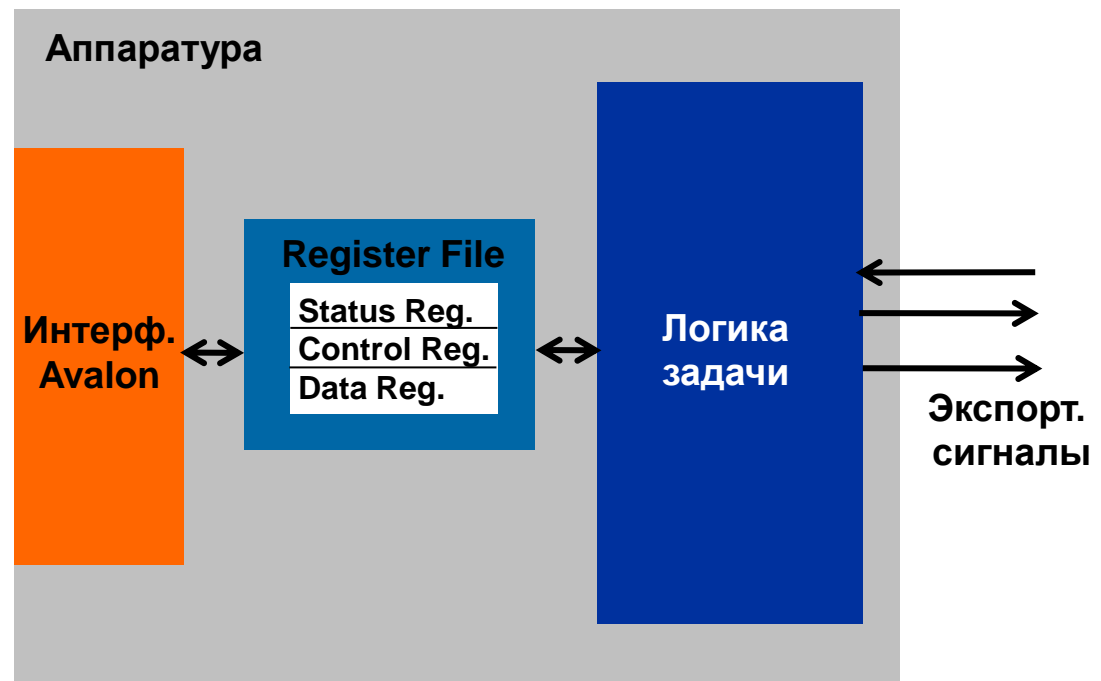 Аппаратура
Интерф.
Avalon
Register File
Status Reg.
Control Reg.
Data Reg.
Логика
задачи
Экспорт.
сигналы